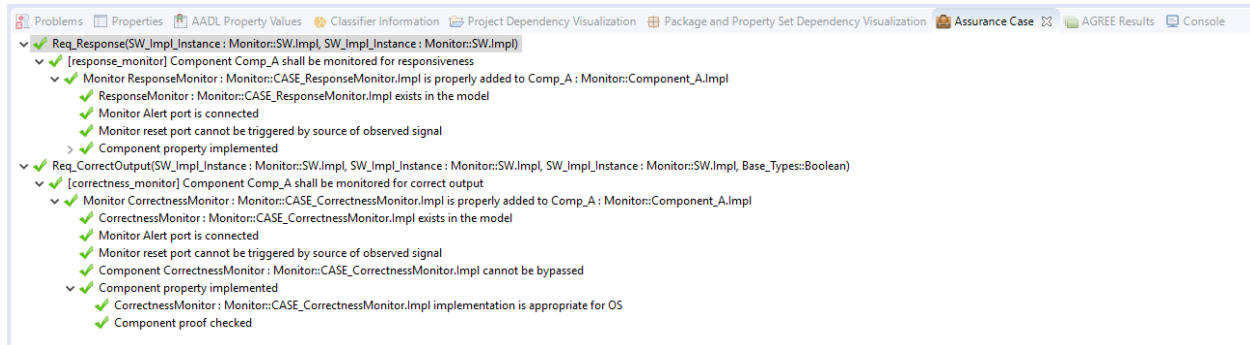 Problems Properties AADL Property Values Classifier Information Project Dependency Visualization Package and Property Set Dependency Visualization Assurance Case AGREE Results Console
Req_Response(SW_Impl_Instance : Monitor::SW.Impl, SW_Impl_Instance : Monitor::SW.Impl)
[response_monitor] Component Comp_A shall be monitored for responsiveness
Monitor ResponseMonitor : Monitor::CASE_ResponseMonitor.Impl is properly added to Comp_A : Monitor::Component_A.Impl
ResponseMonitor : Monitor::CASE_ResponseMonitor.Impl exists in the model
Monitor Alert port is connected
Monitor reset port cannot be triggered by source of observed signal
Component property implemented
Req_CorrectOutput(SW_Impl_Instance : Monitor::SW.Impl, SW_Impl_Instance : Monitor::SW.Impl, SW_Impl_Instance : Monitor::SW.Impl, Base_Types::Boolean)
[correctness_monitor] Component Comp_A shall be monitored for correct output
Monitor CorrectnessMonitor : Monitor::CASE_CorrectnessMonitor.Impl is properly added to Comp_A : Monitor::Component_A.Impl
CorrectnessMonitor : Monitor::CASE_CorrectnessMonitor.Impl exists in the model
Monitor Alert port is connected
Monitor reset port cannot be triggered by source of observed signal
Component CorrectnessMonitor : Monitor::CASE_CorrectnessMonitor.Impl cannot be bypassed
Component property implemented
CorrectnessMonitor : Monitor::CASE_CorrectnessMonitor.Impl implementation is appropriate for OS
Component proof checked